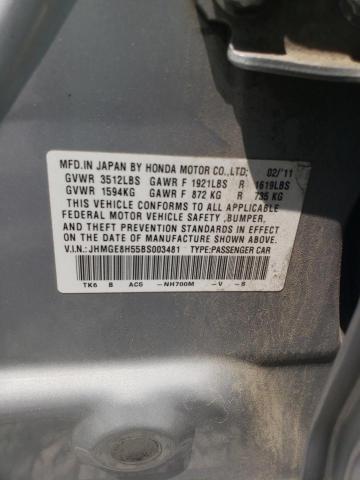 MFD.IN JAPAN BY HONDA MOTOR CO.,LTD: 02/'11
GVWR 3512LBS GAWR F 1921LBS R 1619LBS
GVWR 1594KG GAWR F 872 KG R 735 KG
THIS VEHICLE CONFORMS TO ALL APPLICABLE
FEDERAL MOTOR VEHICLE SAFETY ,BUMPER,
AND THEFT PREVENTION STANDARDS IN
EFFECT ON THE DATE OF MANUFACTURE
SHOWN ABOVE.
V.I.N.: JHMGE8H55BS003481 TYPE:PASSENGER CAR
TK6 B AC5 -NH700M -V -B